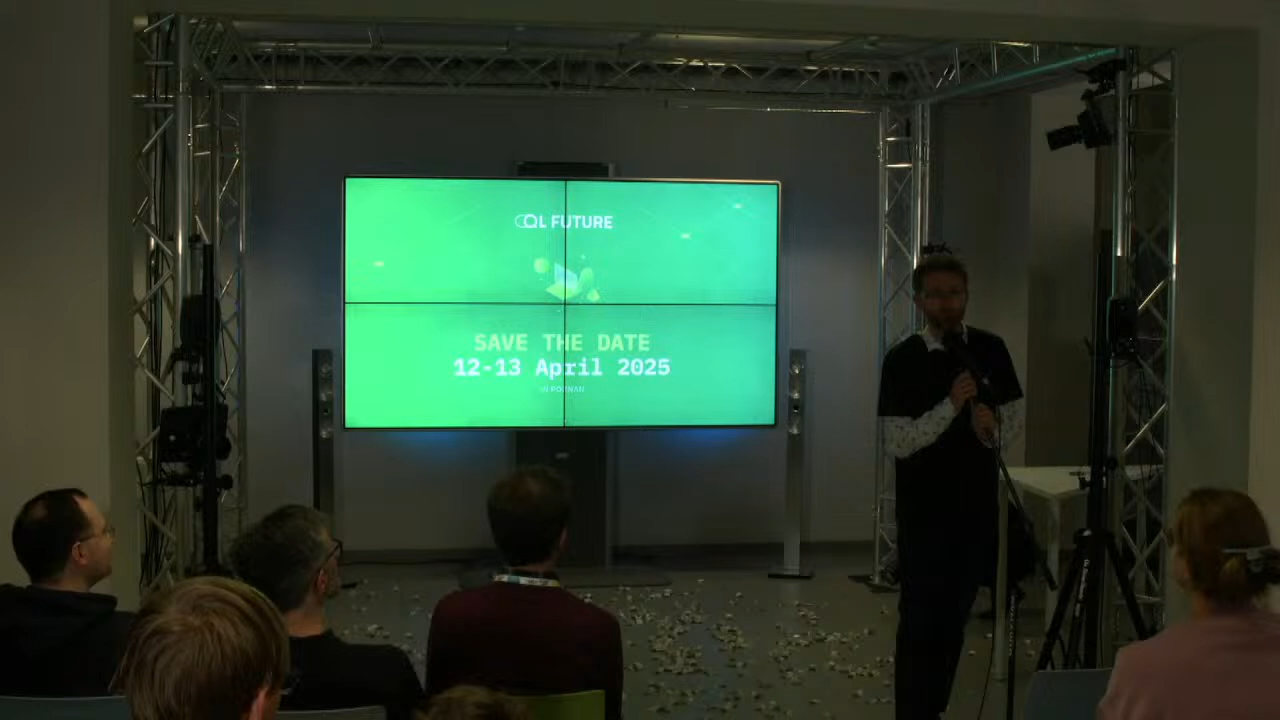 QL FUTURE
SAVE THE DATE
12-13 April 2025
IN POZNAN